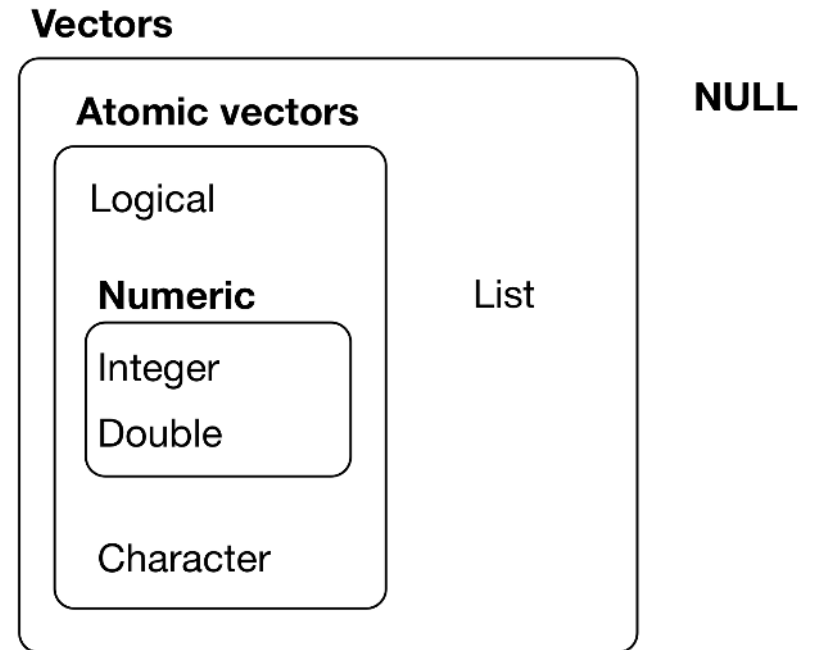 Vectors
NULL
Atomic vectors
Logical
Numeric
List
Integer
Double
Character